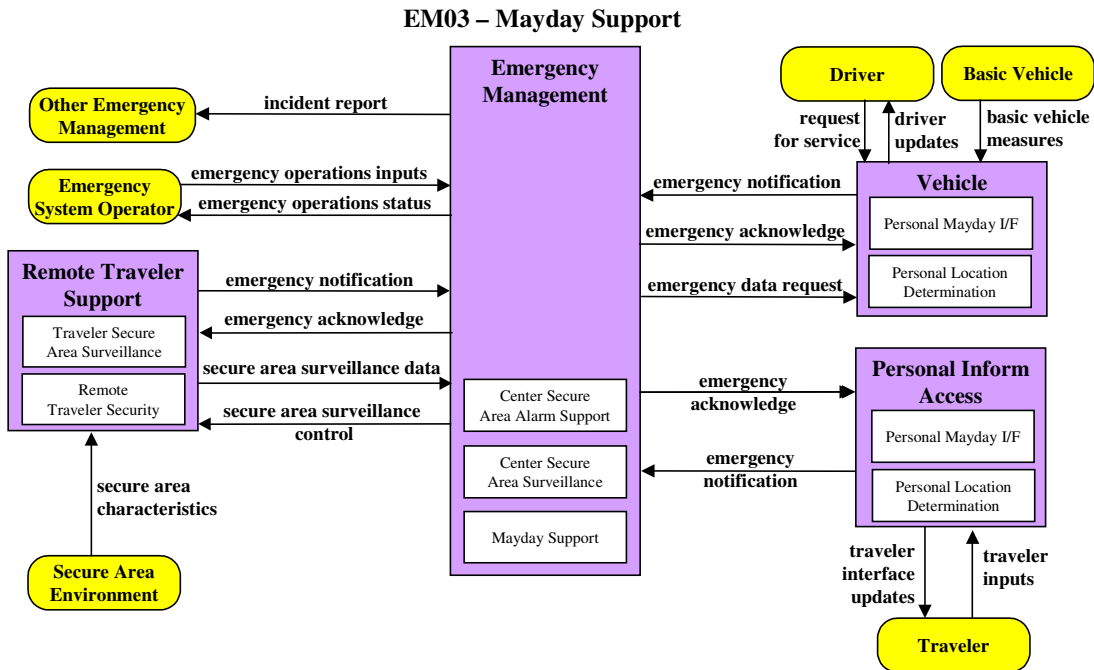 EM03 – Mayday Support
Emergency
Management
Driver
Basic Vehicle
Other Emergency
Management
incident report
request
for service
driver
updates
basic vehicle
measures
Emergency
System Operator
emergency operations inputs
emergency operations status
emergency notification
Vehicle
Personal Mayday I/F
emergency acknowledge
Personal Location
Determination
emergency data request
Remote Traveler
Support
emergency notification
Traveler Secure
Area Surveillance
emergency acknowledge
Remote
Traveler Security
secure area surveillance data
secure area surveillance
control
Center Secure
Area Alarm Support
Center Secure
Area Surveillance
Mayday Support
emergency
acknowledge
Personal Inform
Access
Personal Mayday I/F
emergency
notification
Personal Location
Determination
secure area
characteristics
Secure Area
Environment
traveler
interface
updates
traveler
inputs
Traveler